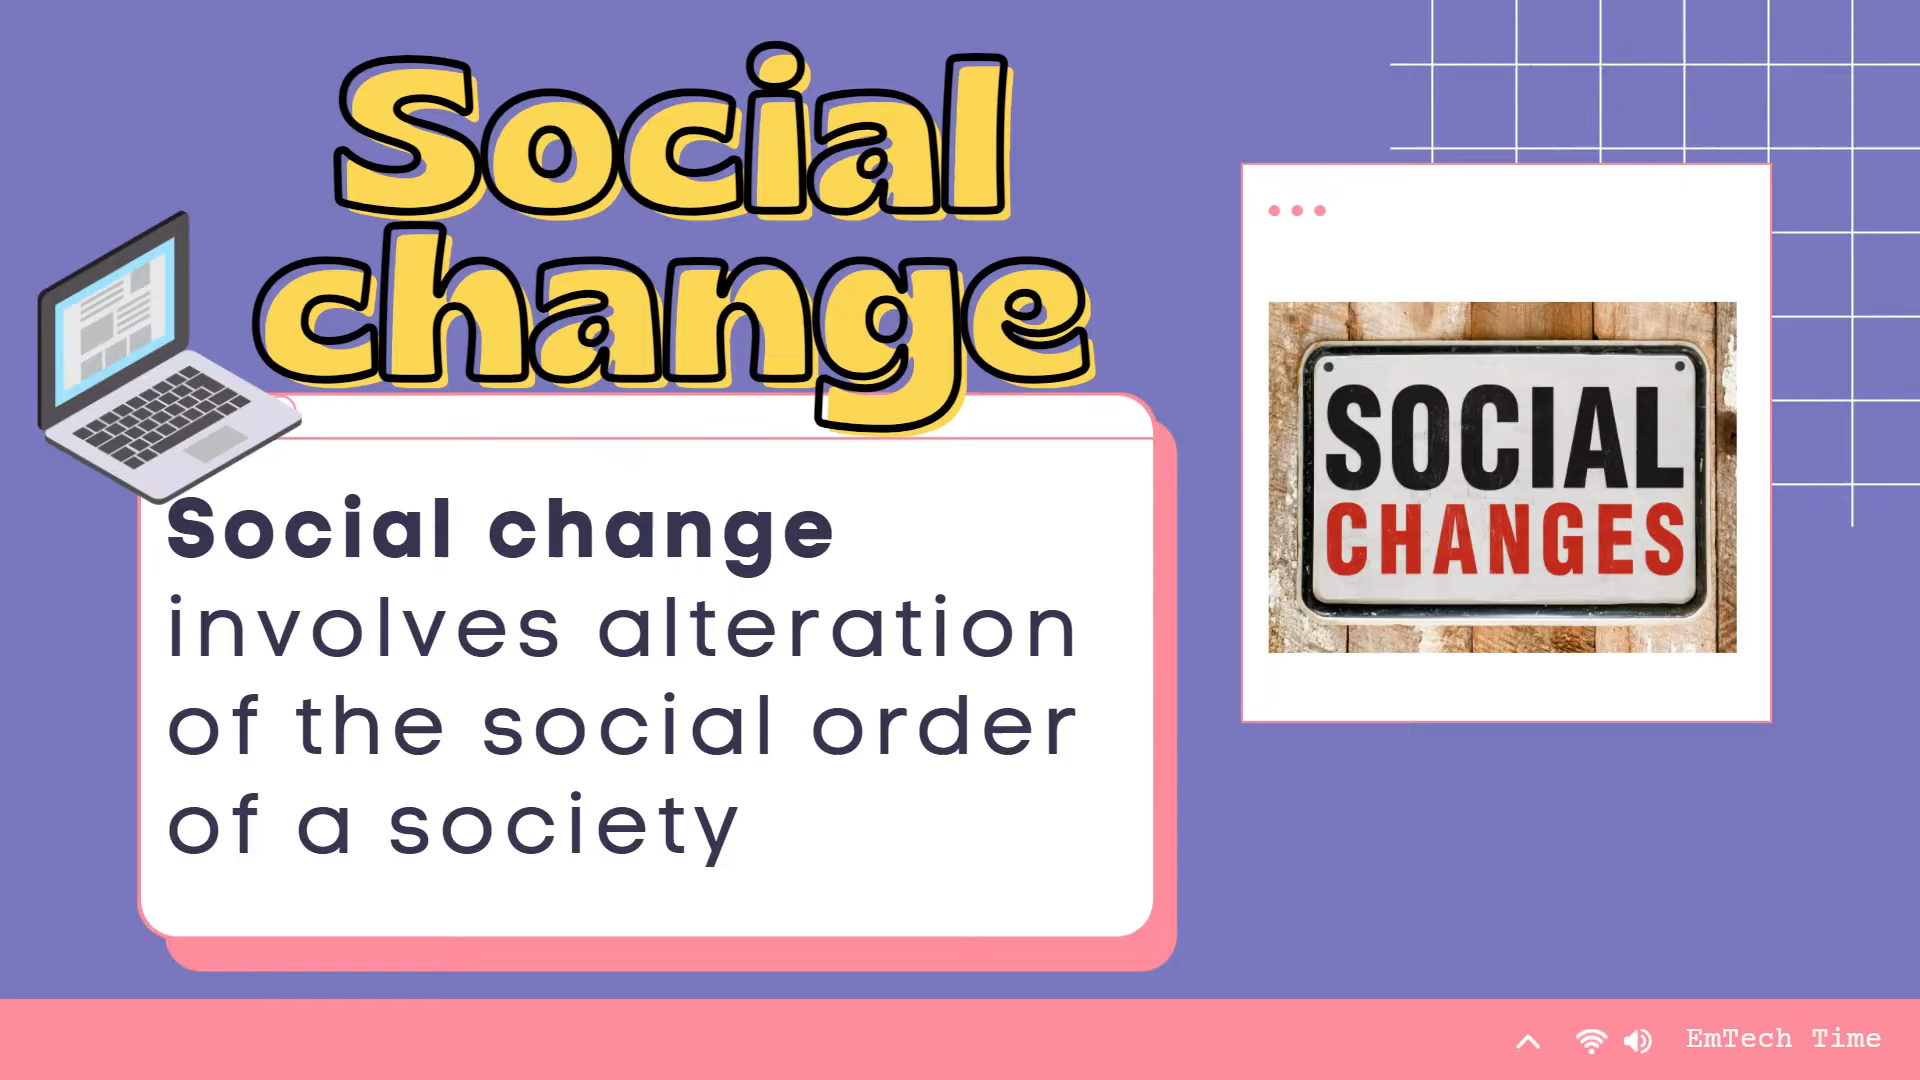 Social
change
Social change
involves alteration
of the social order
of a society
SOCIAL
CHANGES
EmTech Time